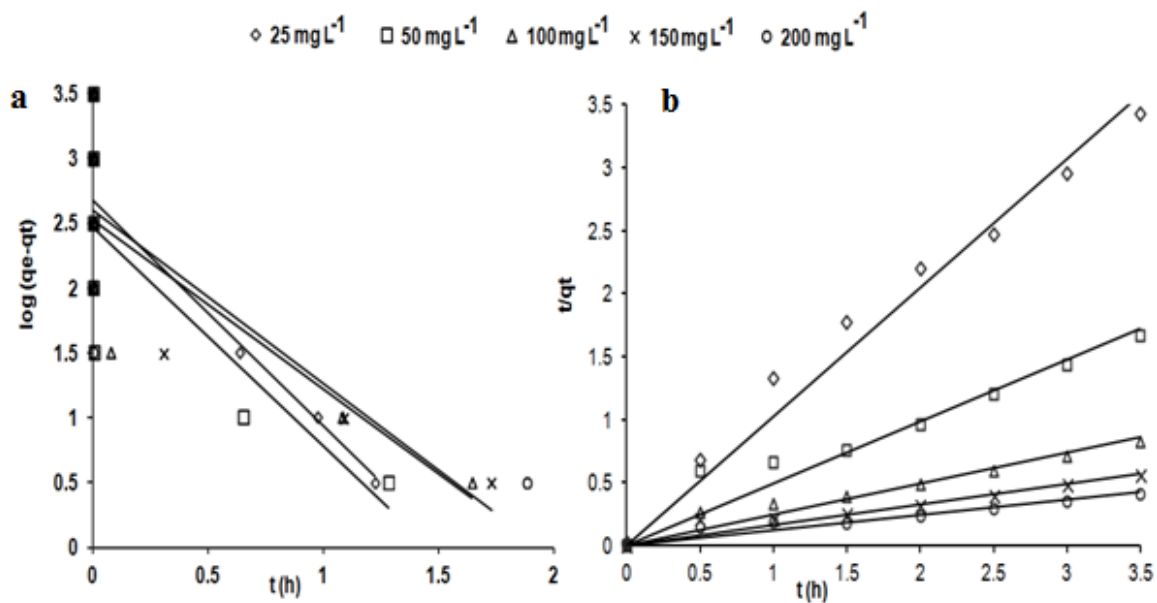 ◇ 25 mg L⁻¹ □ 50 mg L⁻¹ △ 100 mg L⁻¹ × 150 mg L⁻¹ ○ 200 mg L⁻¹
a
3.5
3
2.5
2
1.5
1
0.5
0
log (qe-qt)
0 0.5 1 1.5 2
t (h)
b
3.5
3
2.5
2
1.5
1
0.5
0
t/qt
0 0.5 1 1.5 2 2.5 3 3.5
t (h)